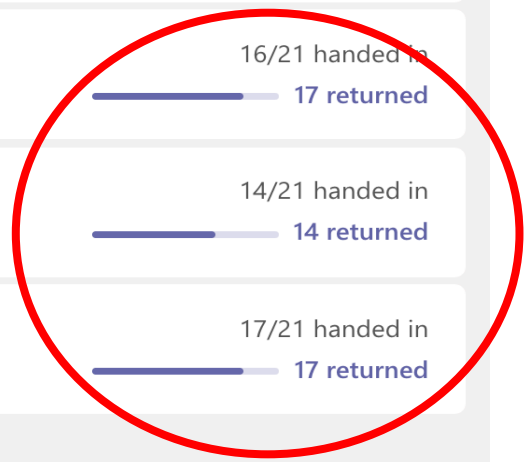 16/21 handed in
17 returned
14/21 handed in
14 returned
17/21 handed in
17 returned